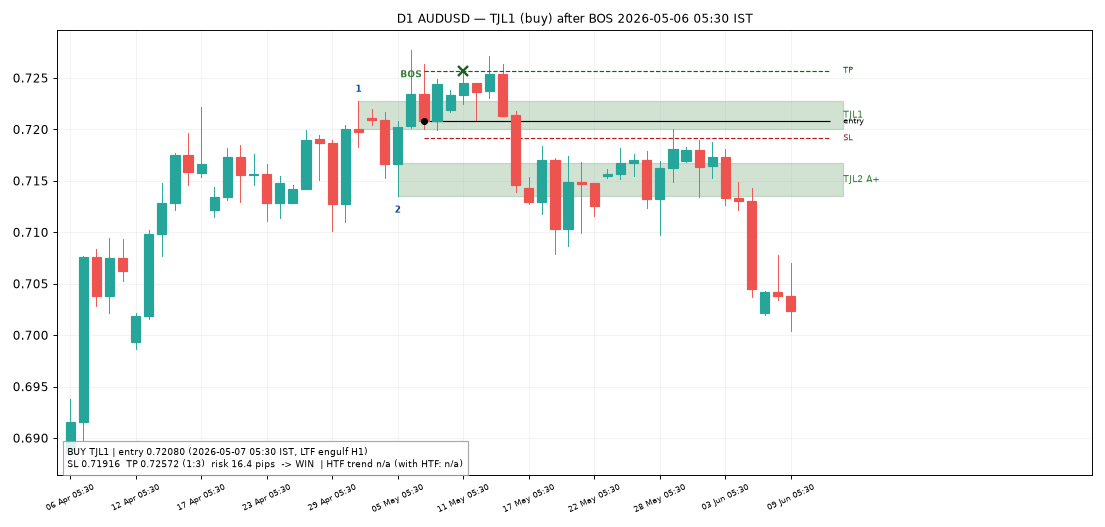 D1 AUDUSD — TJL1 (buy) after BOS 2026-05-06 05:30 IST
0.725
0.720
0.715
0.710
0.705
0.700
0.695
0.690
BOS
1
2
TP
TJL1
entry
SL
TJL2 A+
BUY TJL1 | entry 0.72080 (2026-05-07 05:30 IST, LTF engulf H1)
SL 0.71916  TP 0.72572 (1:3)  risk 16.4 pips  -> WIN  | HTF trend n/a (with HTF: n/a)
06 Apr 05:30
12 Apr 05:30
17 Apr 05:30
23 Apr 05:30
29 Apr 05:30
05 May 05:30
11 May 05:30
17 May 05:30
22 May 05:30
28 May 05:30
03 Jun 05:30
09 Jun 05:30